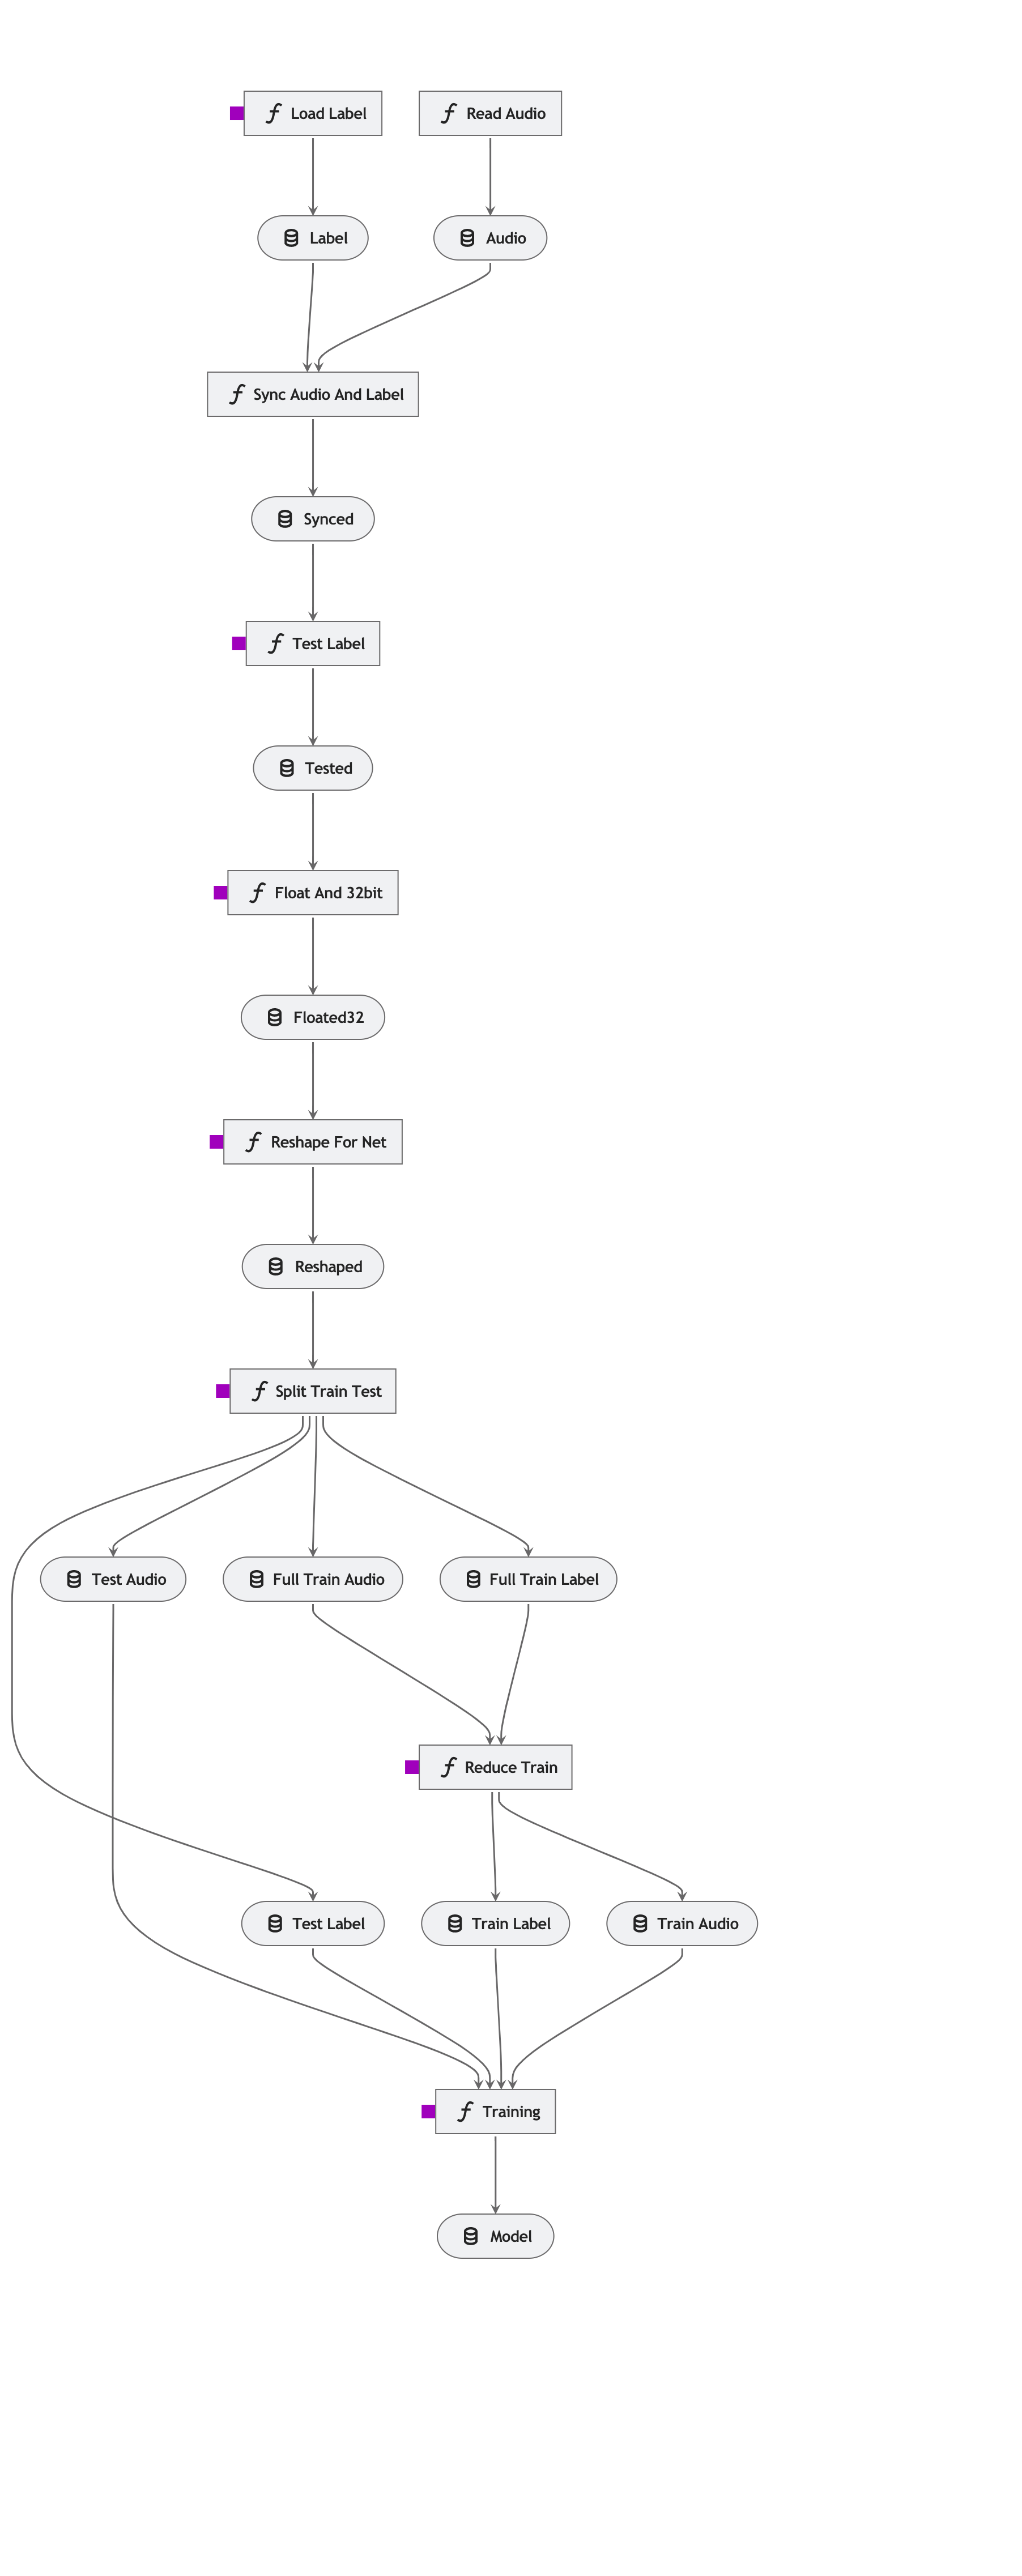 Load Label
Read Audio
Label
Audio
Sync Audio And Label
Synced
Test Label
Tested
Float And 32bit
Floated32
Reshape For Net
Reshaped
Split Train Test
Test Audio
Full Train Audio
Full Train Label
Reduce Train
Test Label
Train Label
Train Audio
Training
Model